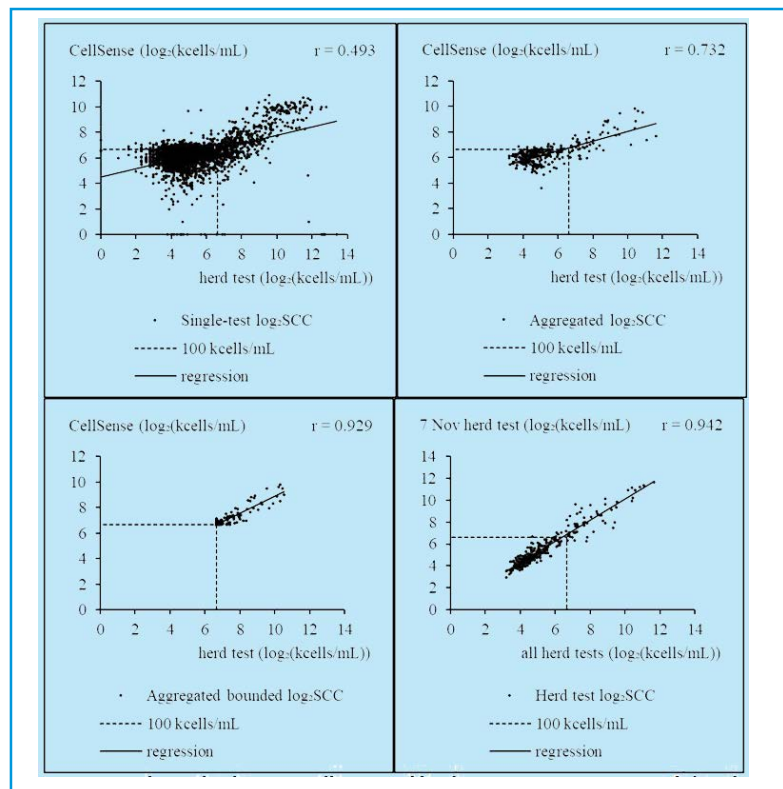 CellSense (log₂(kcells/mL) r = 0.493
12
10
8
6
4
2
0
0 2 4 6 8 10 12 14
herd test (log₂(kcells/mL))
Single-test log₂SCC
100 kcells/mL
regression
CellSense (log₂(kcells/mL) r = 0.732
12
10
8
6
4
2
0
0 2 4 6 8 10 12 14
herd test (log₂(kcells/mL))
Aggregated log₂SCC
100 kcells/mL
regression
CellSense (log₂(kcells/mL) r = 0.929
12
10
8
6
4
2
0
0 2 4 6 8 10 12 14
herd test (log₂(kcells/mL))
Aggregated bounded log₂SCC
100 kcells/mL
regression
7 Nov herd test (log₂(kcells/mL) r = 0.942
14
12
10
8
6
4
2
0
0 2 4 6 8 10 12 14
all herd tests (log₂(kcells/mL))
Herd test log₂SCC
100 kcells/mL
regression